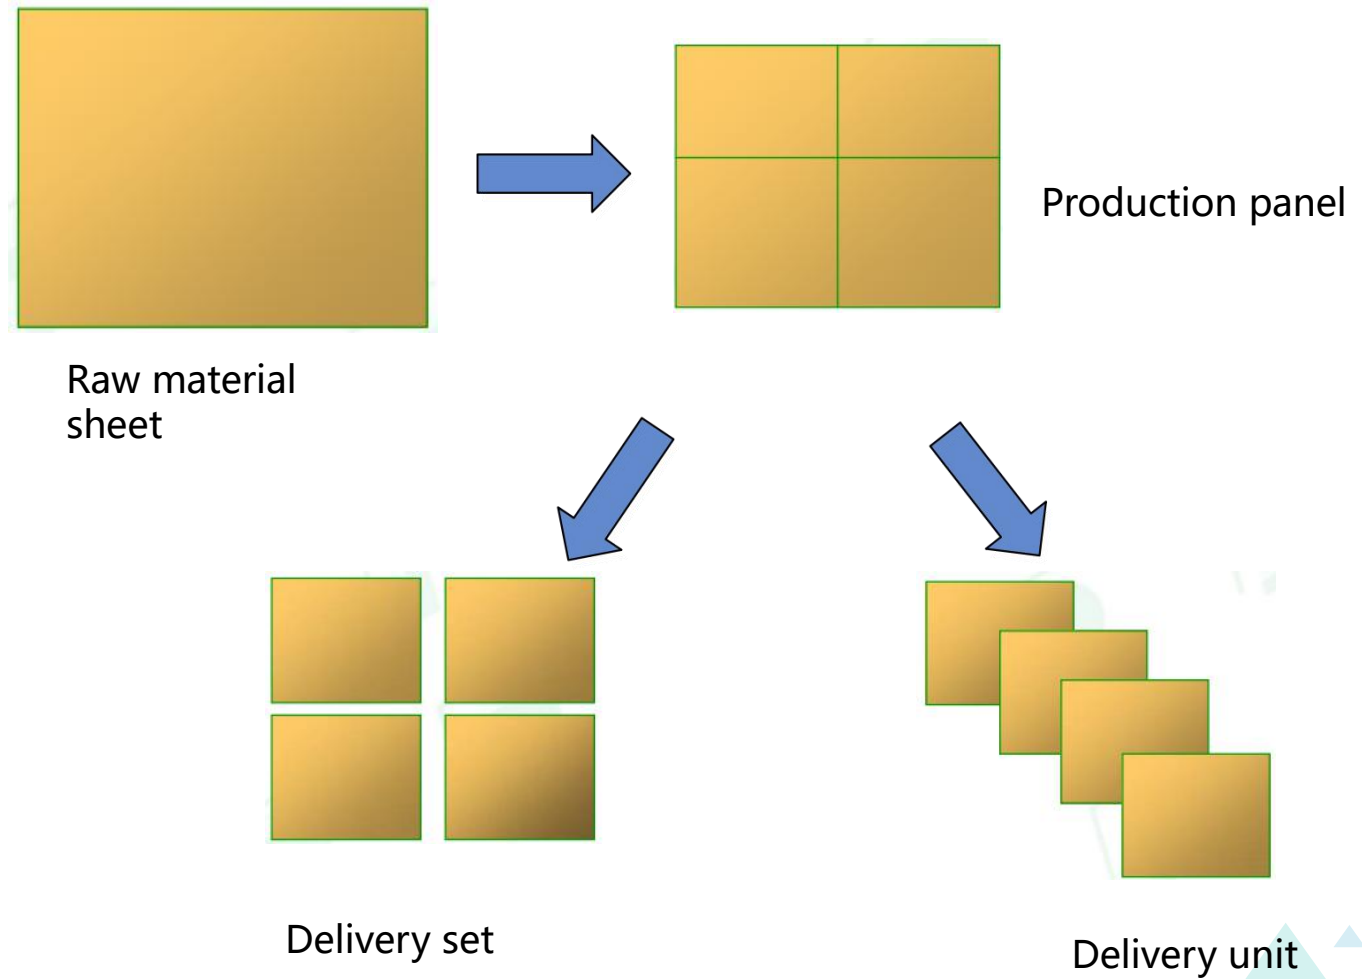 Production panel
Raw material
sheet
Delivery set
Delivery unit